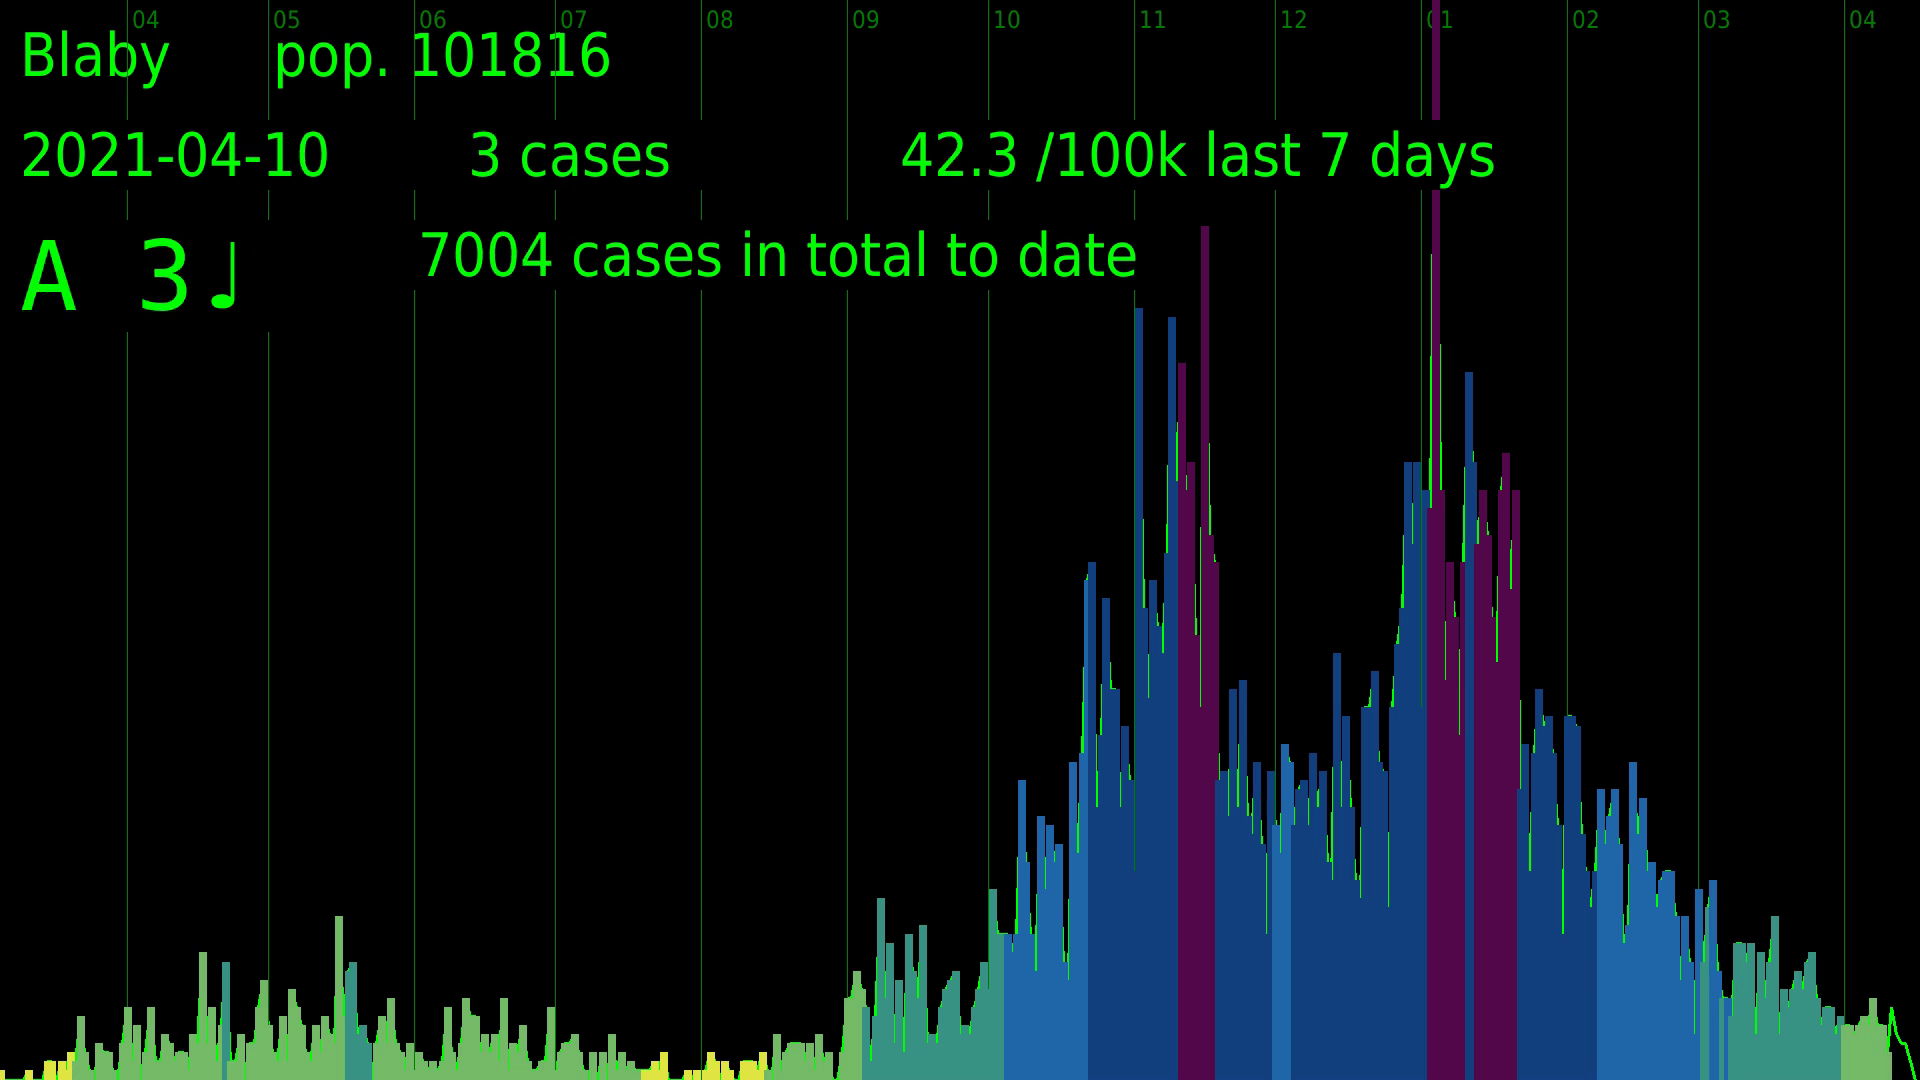 04 05 06 07 08 09 10 11 12 01 02 03 04
Blaby pop. 101816
2021-04-10 3 cases 42.3 /100k last 7 days
A 3♩ 7004 cases in total to date